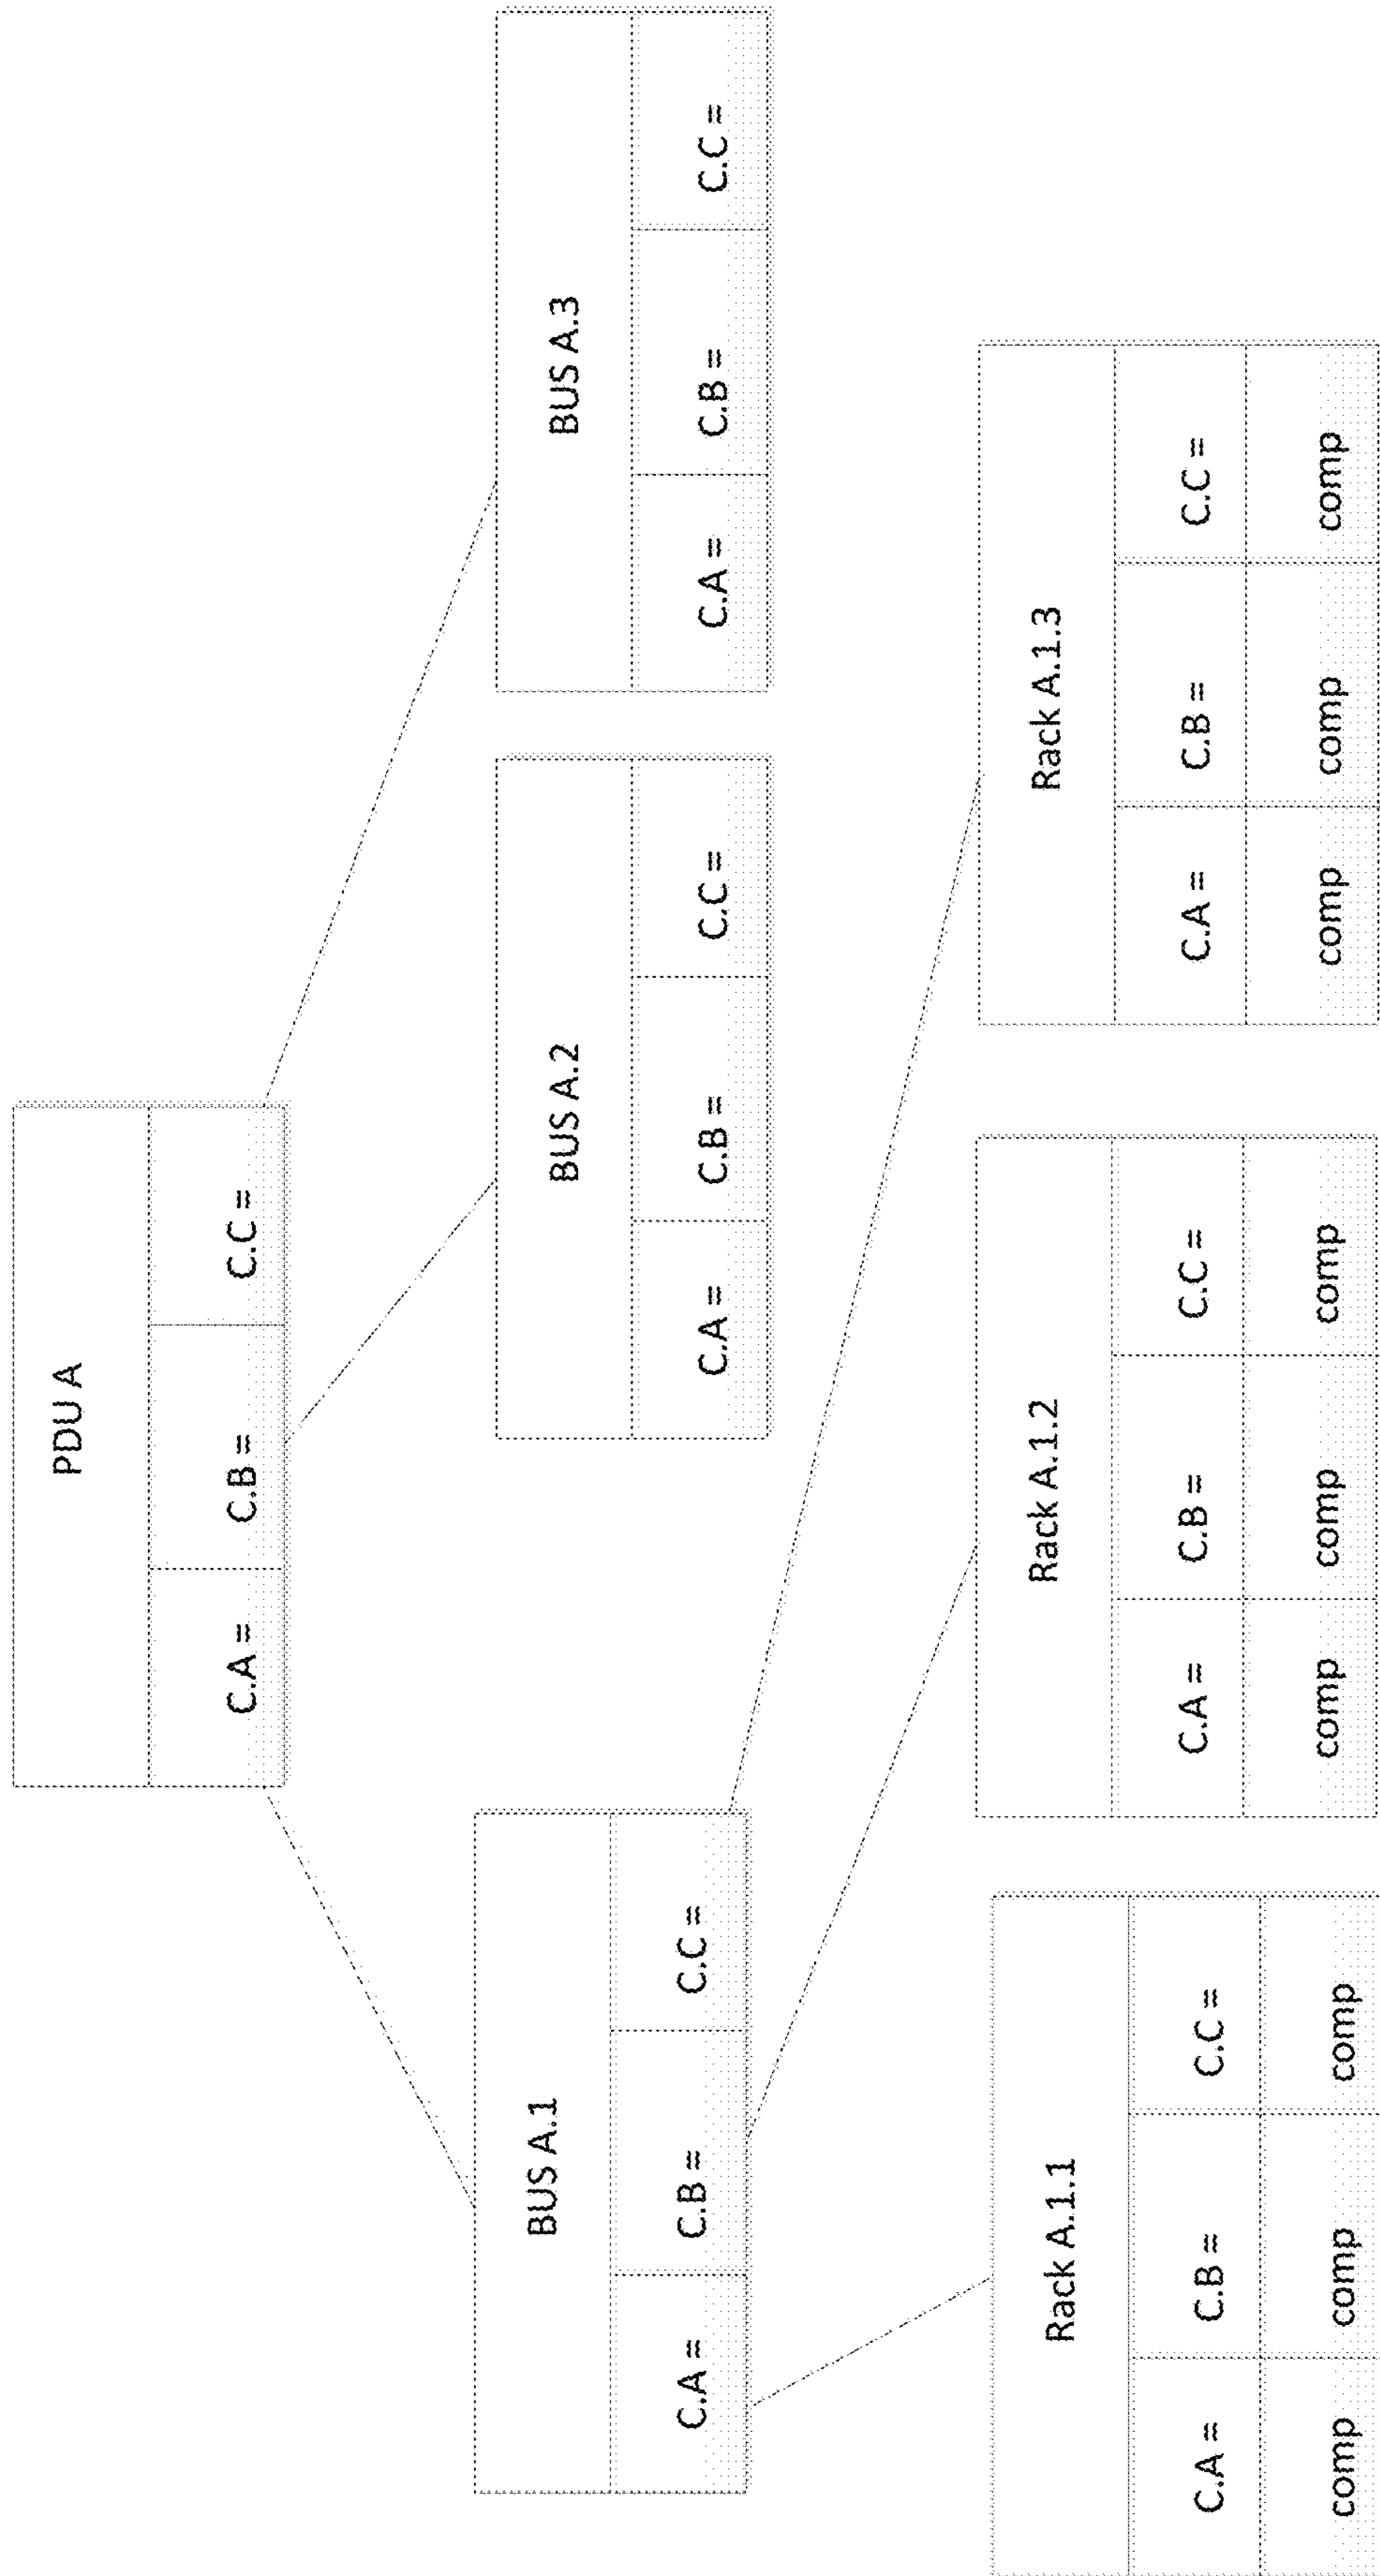 PDU A
C.A = C.B = C.C =
BUS A.1
C.A = C.B = C.C =
BUS A.2
C.A = C.B = C.C =
BUS A.3
C.A = C.B = C.C =
Rack A.1.1
C.A = C.B = C.C =
comp comp comp
Rack A.1.2
C.A = C.B = C.C =
comp comp comp
Rack A.1.3
C.A = C.B = C.C =
comp comp comp